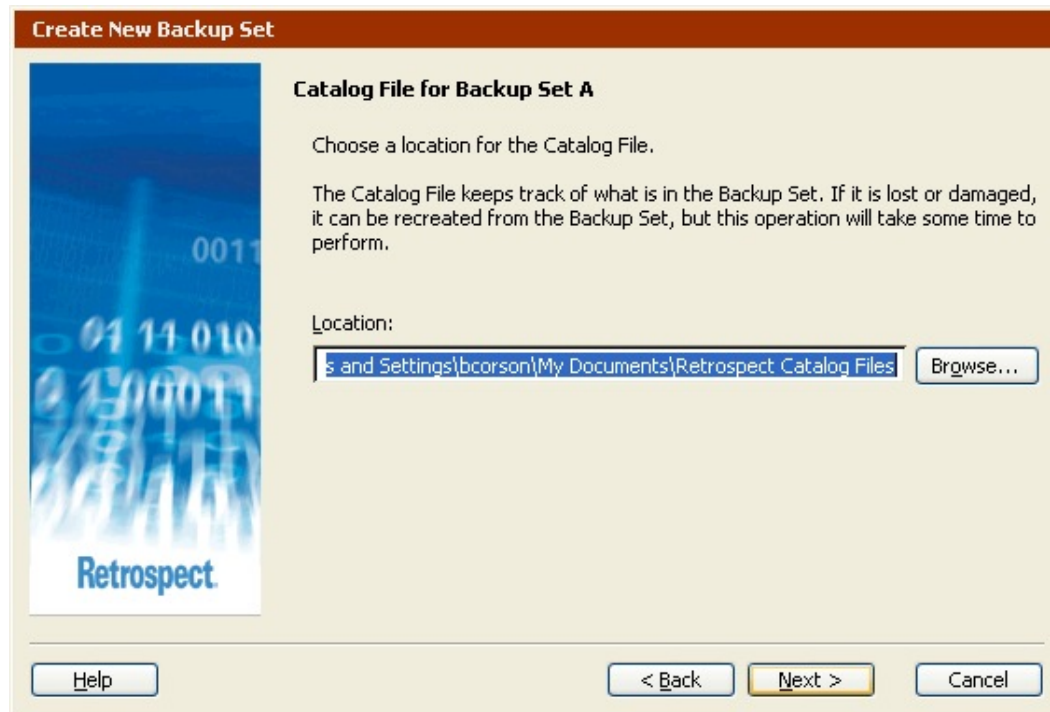 Create New Backup Set
Catalog File for Backup Set A
Choose a location for the Catalog File.
The Catalog File keeps track of what is in the Backup Set. If it is lost or damaged,
it can be recreated from the Backup Set, but this operation will take some time to
perform.
0011
01 11 010
Location:
s and Settings\bcorson\My Documents\Retrospect Catalog Files
Browse...
Retrospect.
Help
< Back
Next >
Cancel